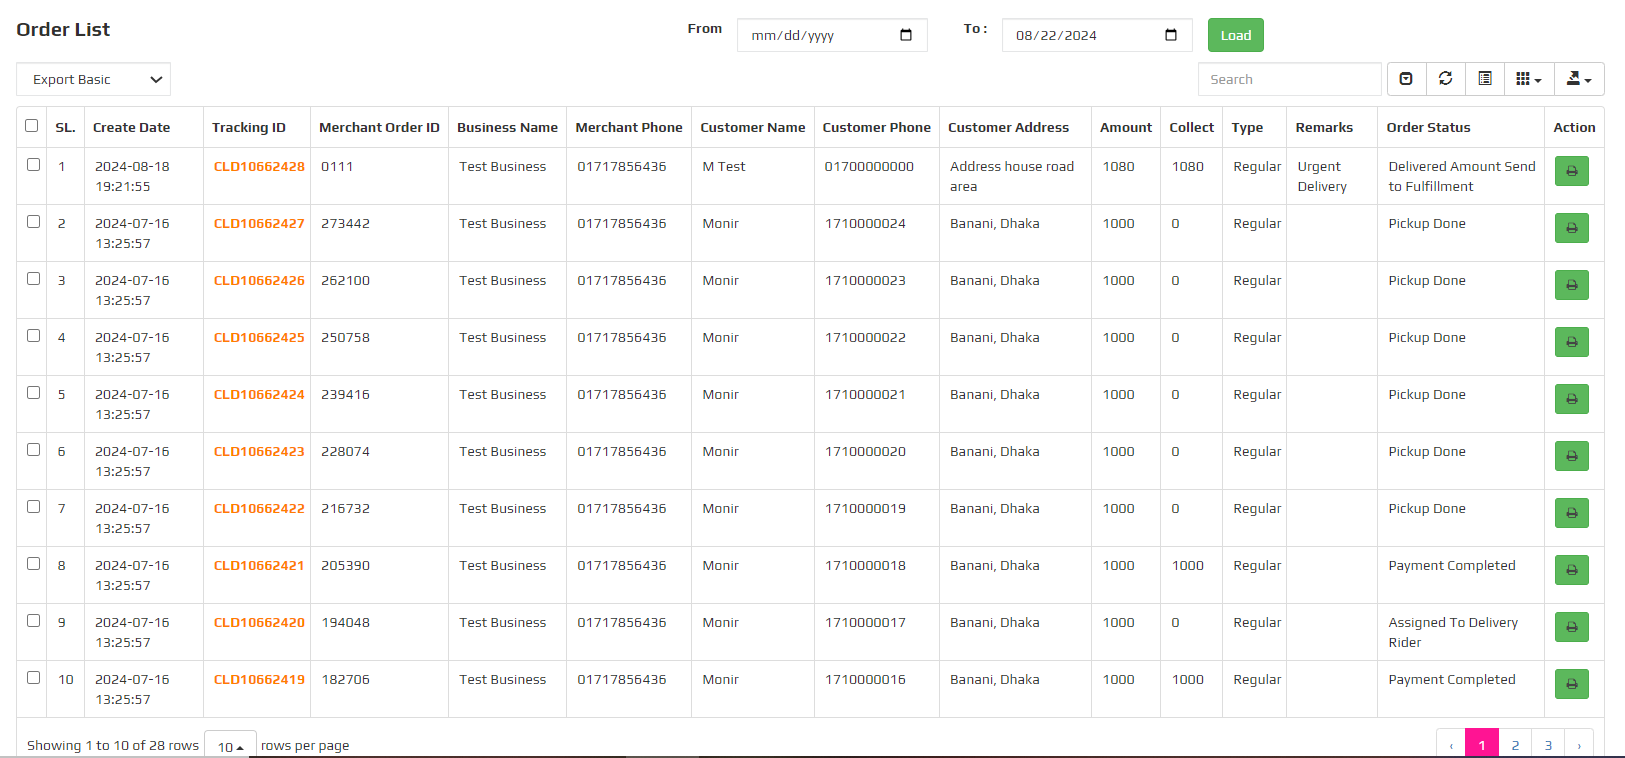 Order List From mm/dd/yyyy To : 08/22/2024 Load
Export Basic Search
SL. Create Date Tracking ID Merchant Order ID Business Name Merchant Phone Customer Name Customer Phone Customer Address Amount Collect Type Remarks Order Status Action
1 2024-08-18 CLD10662428 0111 Test Business 01717856436 M Test 01700000000 Address house road 1080 1080 Regular Urgent Delivered Amount Send
19:21:55 area Delivery to Fulfillment
2 2024-07-16 CLD10662427 273442 Test Business 01717856436 Monir 1710000024 Banani, Dhaka 1000 0 Regular Pickup Done
13:25:57
3 2024-07-16 CLD10662426 262100 Test Business 01717856436 Monir 1710000023 Banani, Dhaka 1000 0 Regular Pickup Done
13:25:57
4 2024-07-16 CLD10662425 250758 Test Business 01717856436 Monir 1710000022 Banani, Dhaka 1000 0 Regular Pickup Done
13:25:57
5 2024-07-16 CLD10662424 239416 Test Business 01717856436 Monir 1710000021 Banani, Dhaka 1000 0 Regular Pickup Done
13:25:57
6 2024-07-16 CLD10662423 228074 Test Business 01717856436 Monir 1710000020 Banani, Dhaka 1000 0 Regular Pickup Done
13:25:57
7 2024-07-16 CLD10662422 216732 Test Business 01717856436 Monir 1710000019 Banani, Dhaka 1000 0 Regular Pickup Done
13:25:57
8 2024-07-16 CLD10662421 205390 Test Business 01717856436 Monir 1710000018 Banani, Dhaka 1000 1000 Regular Payment Completed
13:25:57
9 2024-07-16 CLD10662420 194048 Test Business 01717856436 Monir 1710000017 Banani, Dhaka 1000 0 Regular Assigned To Delivery
13:25:57 Rider
10 2024-07-16 CLD10662419 182706 Test Business 01717856436 Monir 1710000016 Banani, Dhaka 1000 1000 Regular Payment Completed
13:25:57
Showing 1 to 10 of 28 rows 10 rows per page ‹ 1 2 3 ›